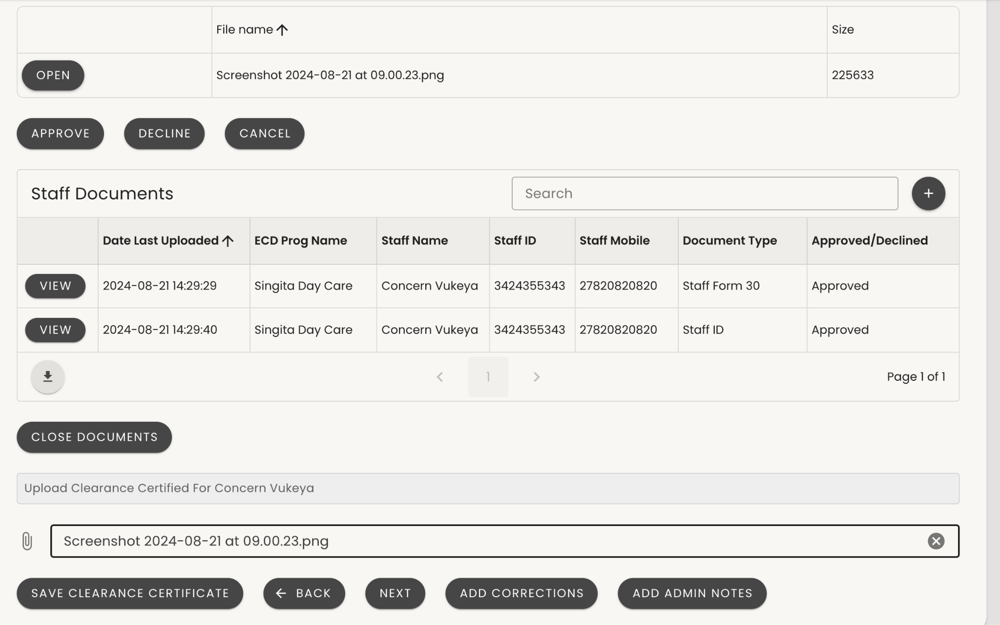 File name Size
OPEN Screenshot 2024-08-21 at 09.00.23.png 225633
APPROVE DECLINE CANCEL
Staff Documents Search +
Date Last Uploaded ECD Prog Name Staff Name Staff ID Staff Mobile Document Type Approved/Declined
VIEW 2024-08-21 14:29:29 Singita Day Care Concern Vukeya 3424355343 27820820820 Staff Form 30 Approved
VIEW 2024-08-21 14:29:40 Singita Day Care Concern Vukeya 3424355343 27820820820 Staff ID Approved
1 Page 1 of 1
CLOSE DOCUMENTS
Upload Clearance Certified For Concern Vukeya
Screenshot 2024-08-21 at 09.00.23.png
SAVE CLEARANCE CERTIFICATE BACK NEXT ADD CORRECTIONS ADD ADMIN NOTES